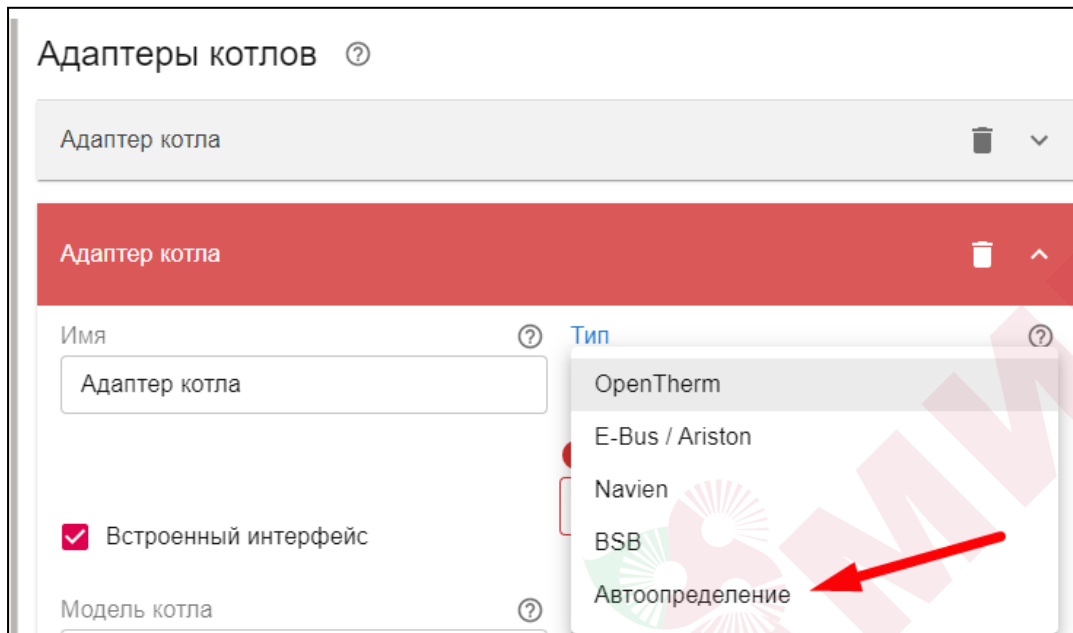 Адаптеры котлов
Адаптер котла
Адаптер котла
Имя
Тип
Адаптер котла
OpenTherm
E-Bus / Ariston
Navien
BSB
Автоопределение
Встроенный интерфейс
Модель котла